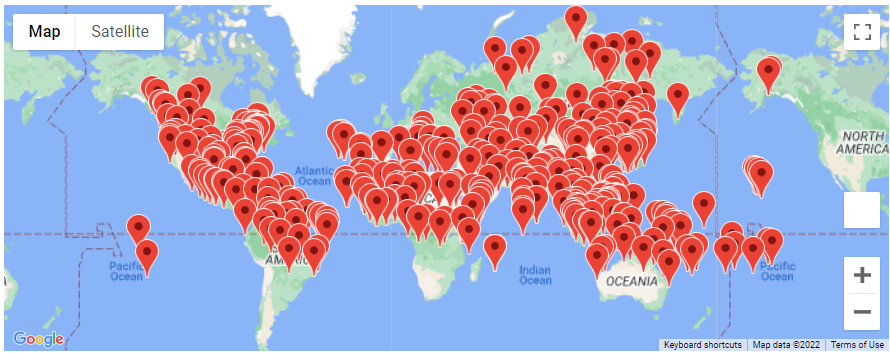 Map
Satellite
NORTH
AMERICA
Atlantic
Ocean
Pacific
Ocean
Indian
Ocean
OCEANIA
Pacific
Ocean
Google
Keyboard shortcuts
Map data ©2022
Terms of Use